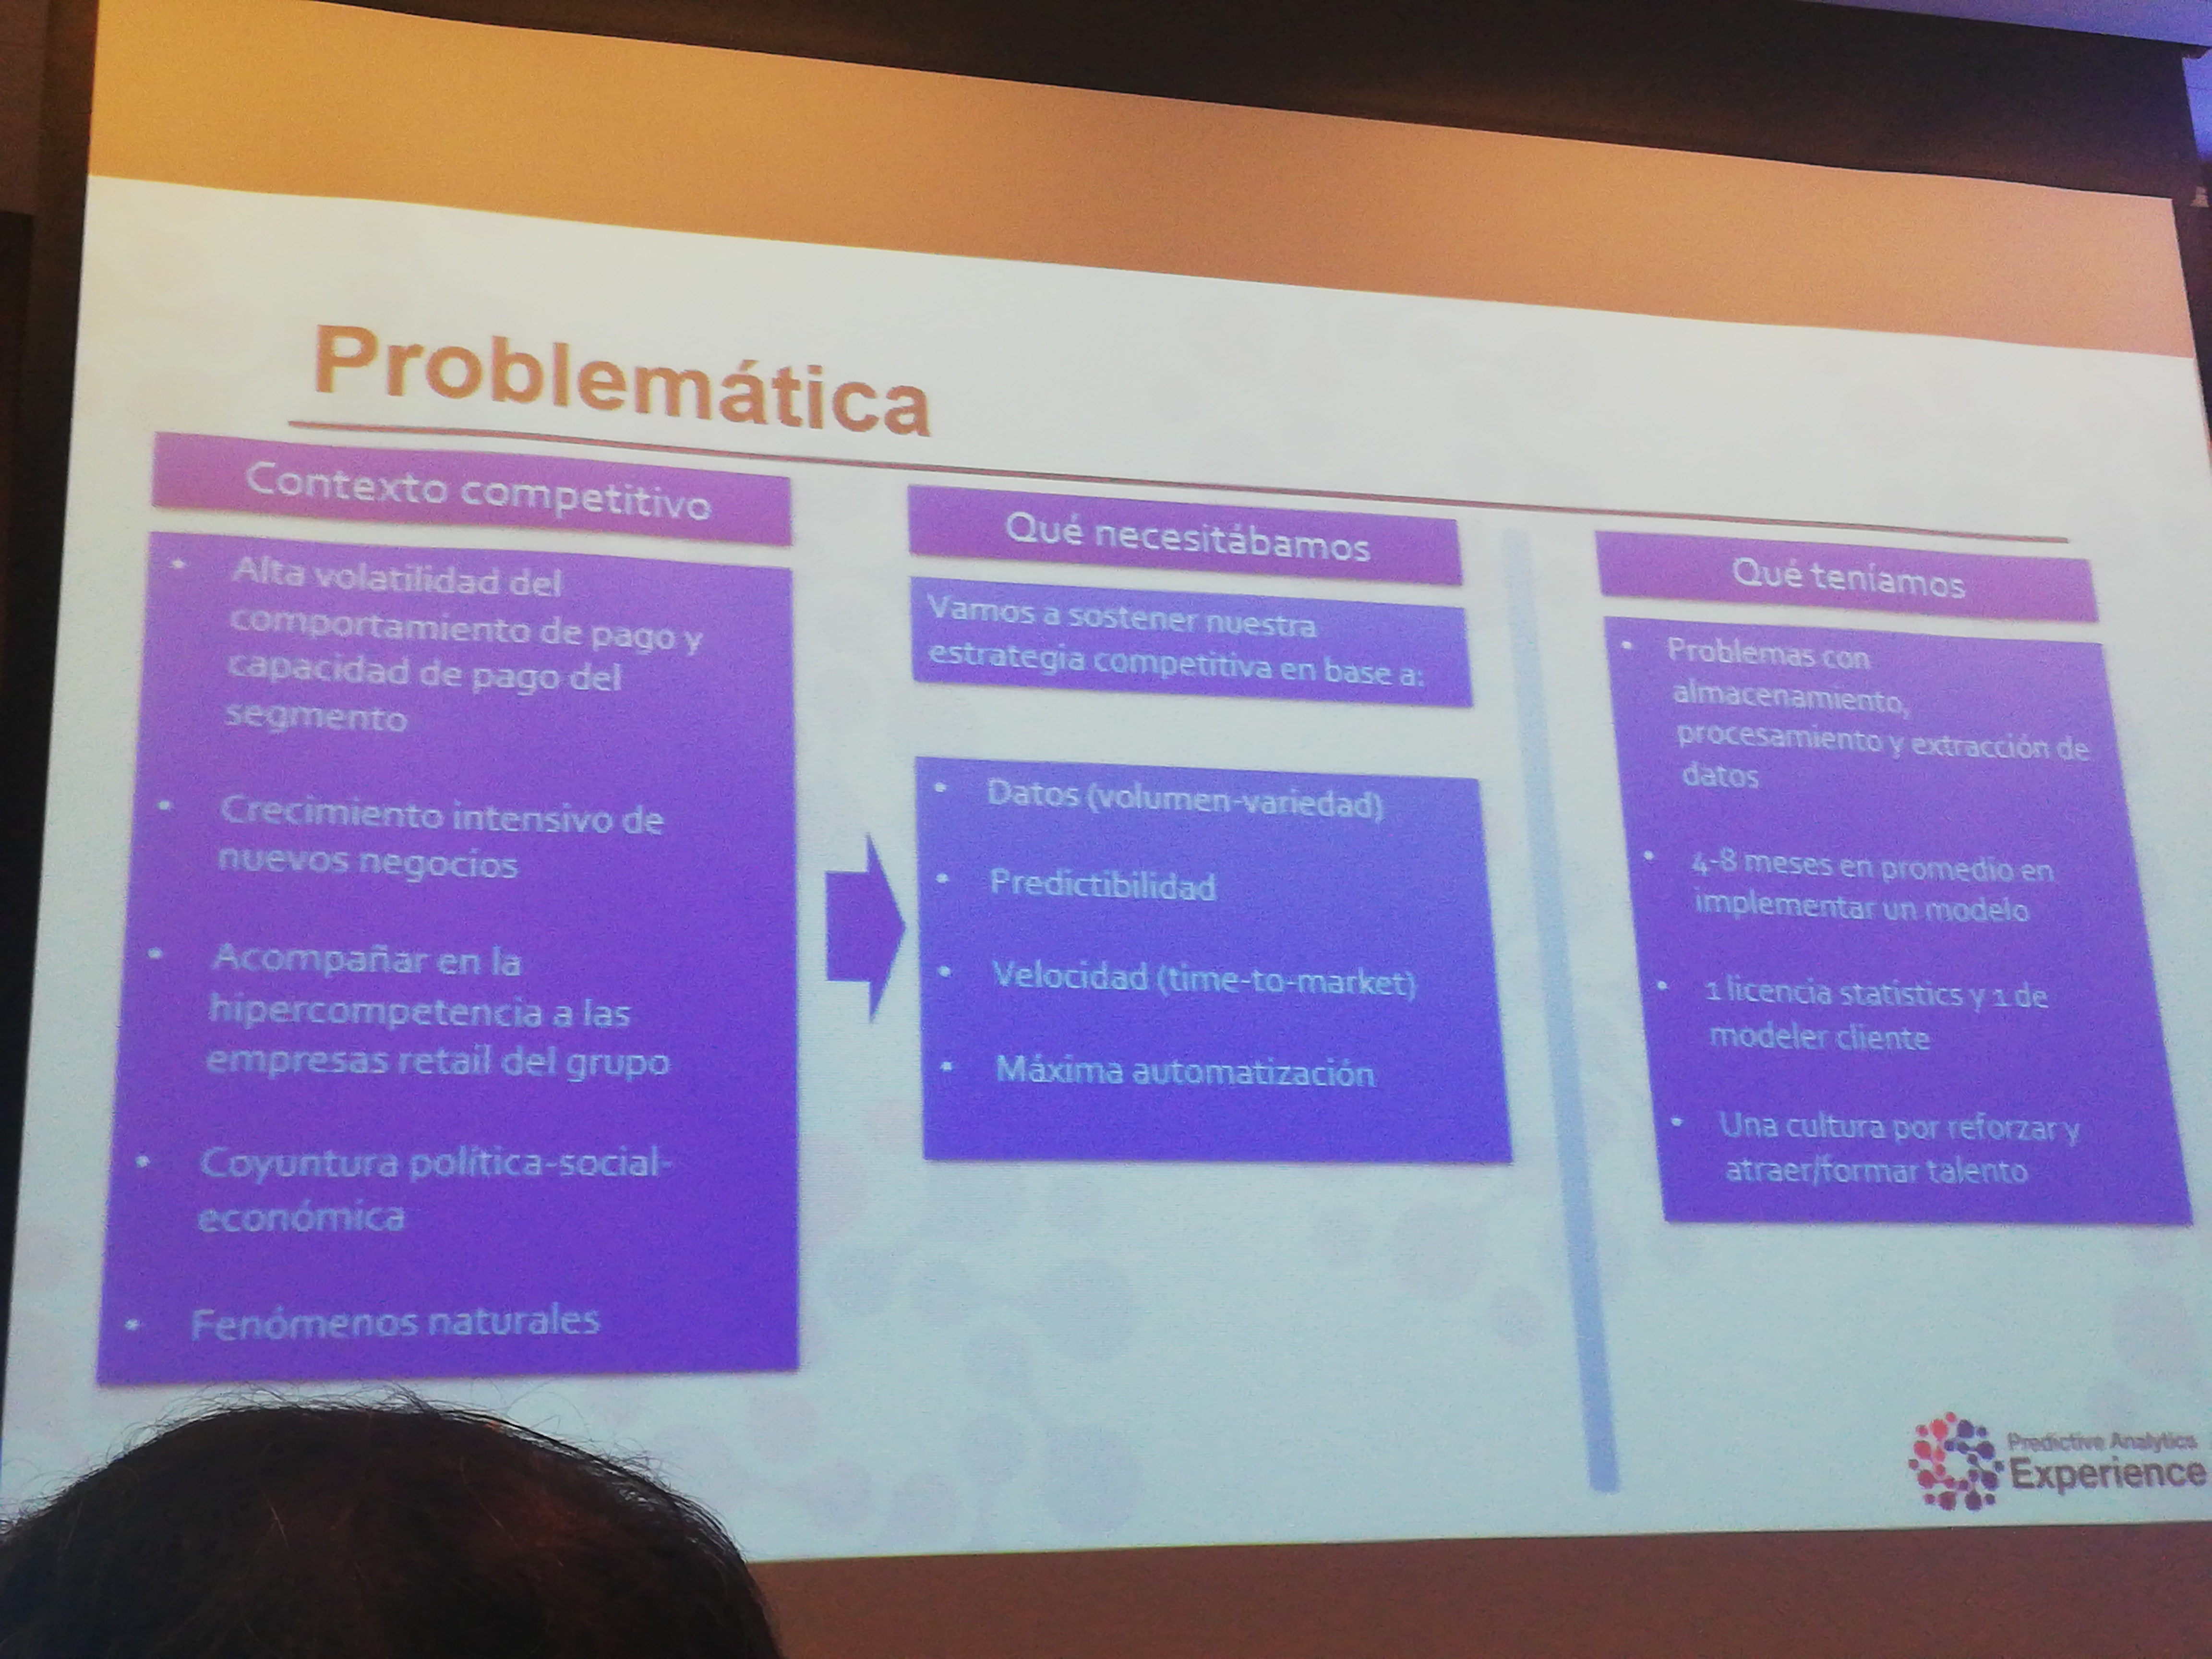 Problemática
Contexto competitivo
• Alta volatilidad del
comportamiento de pago y
capacidad de pago del
segmento
• Crecimiento intensivo de
nuevos negocios
• Acompañar en la
hipercompetencia a las
empresas retail del grupo
• Coyuntura política-social-
económica
• Fenómenos naturales
Qué necesitábamos
Vamos a sostener nuestra
estrategia competitiva en base a:
• Datos (volumen-variedad)
• Predictibilidad
• Velocidad (time-to-market)
• Máxima automatización
Qué teníamos
• Problemas con
almacenamiento,
procesamiento y extracción de
datos
• 4-8 meses en promedio en
implementar un modelo
• 1 licencia statistics y 1 de
modeler cliente
• Una cultura por reforzar y
atraer/formar talento
Predictive Analytics
Experience